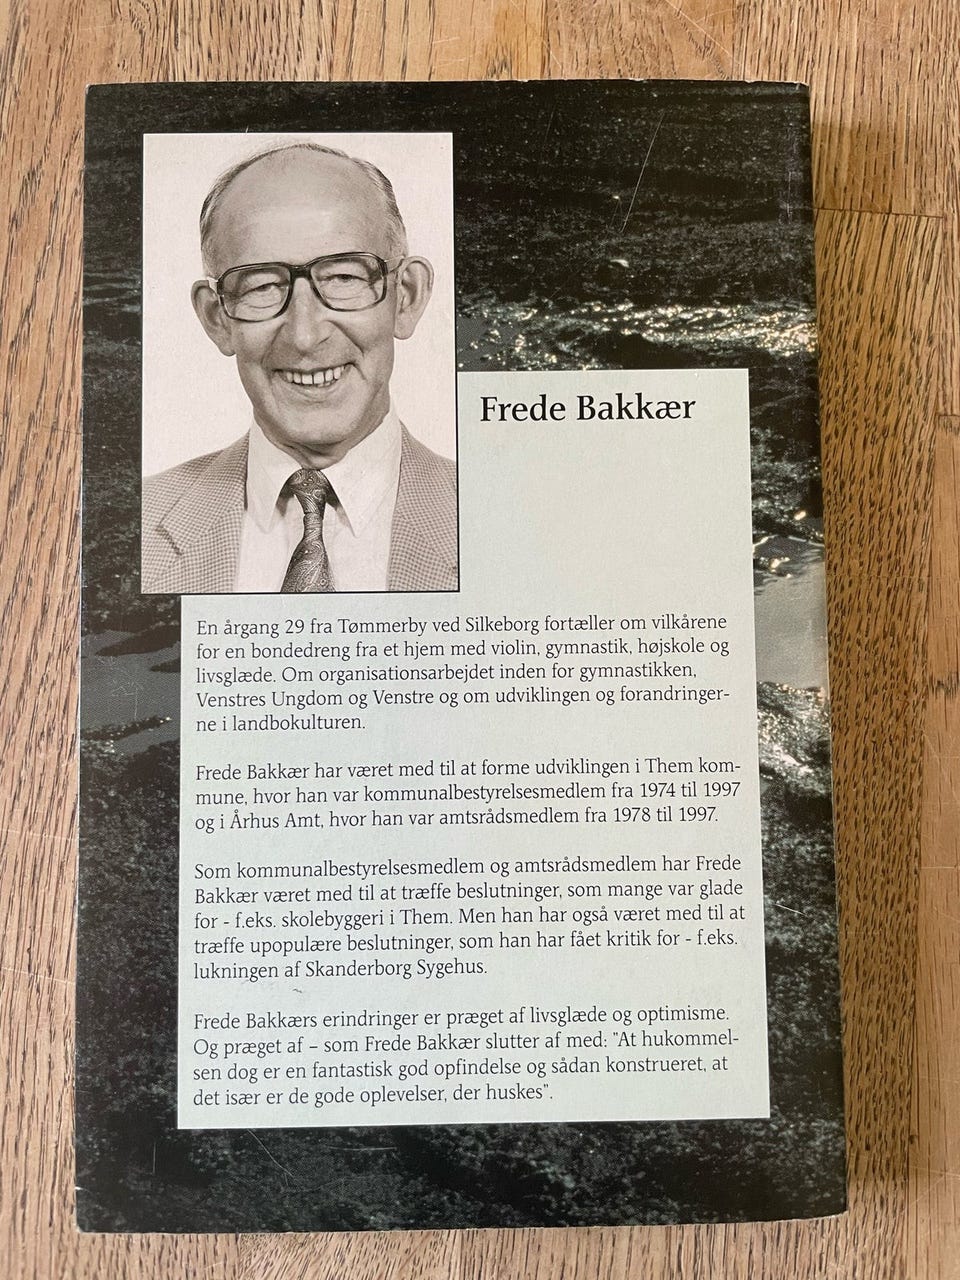 Frede Bakkær
En årgang 29 fra Tømmerby ved Silkeborg fortæller om vilkårene
for en bondedreng fra et hjem med violin, gymnastik, højskole og
livsglæde. Om organisationsarbejdet inden for gymnastikken,
Venstres Ungdom og Venstre og om udviklingen og forandringer-
ne i landbokulturen.
Frede Bakkær har været med til at forme udviklingen i Them kom-
mune, hvor han var kommunalbestyrelsesmedlem fra 1974 til 1997
og i Århus Amt, hvor han var amtsrådsmedlem fra 1978 til 1997.
Som kommunalbestyrelsesmedlem og amtsrådsmedlem har Frede
Bakkær været med til at træffe beslutninger, som mange var glade
for - f.eks. skolebyggeri i Them. Men han har også været med til at
træffe upopulære beslutninger, som han har fået kritik for - f.eks.
lukningen af Skanderborg Sygehus.
Frede Bakkærs erindringer er præget af livsglæde og optimisme.
Og præget af – som Frede Bakkær slutter af med: "At hukommel-
sen dog er en fantastisk god opfindelse og sådan konstrueret, at
det især er de gode oplevelser, der huskes".